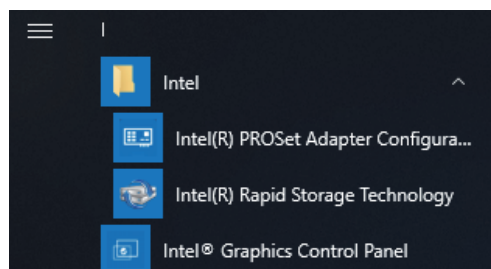 I
Intel
Intel(R) PROSet Adapter Configura...
Intel(R) Rapid Storage Technology
Intel® Graphics Control Panel